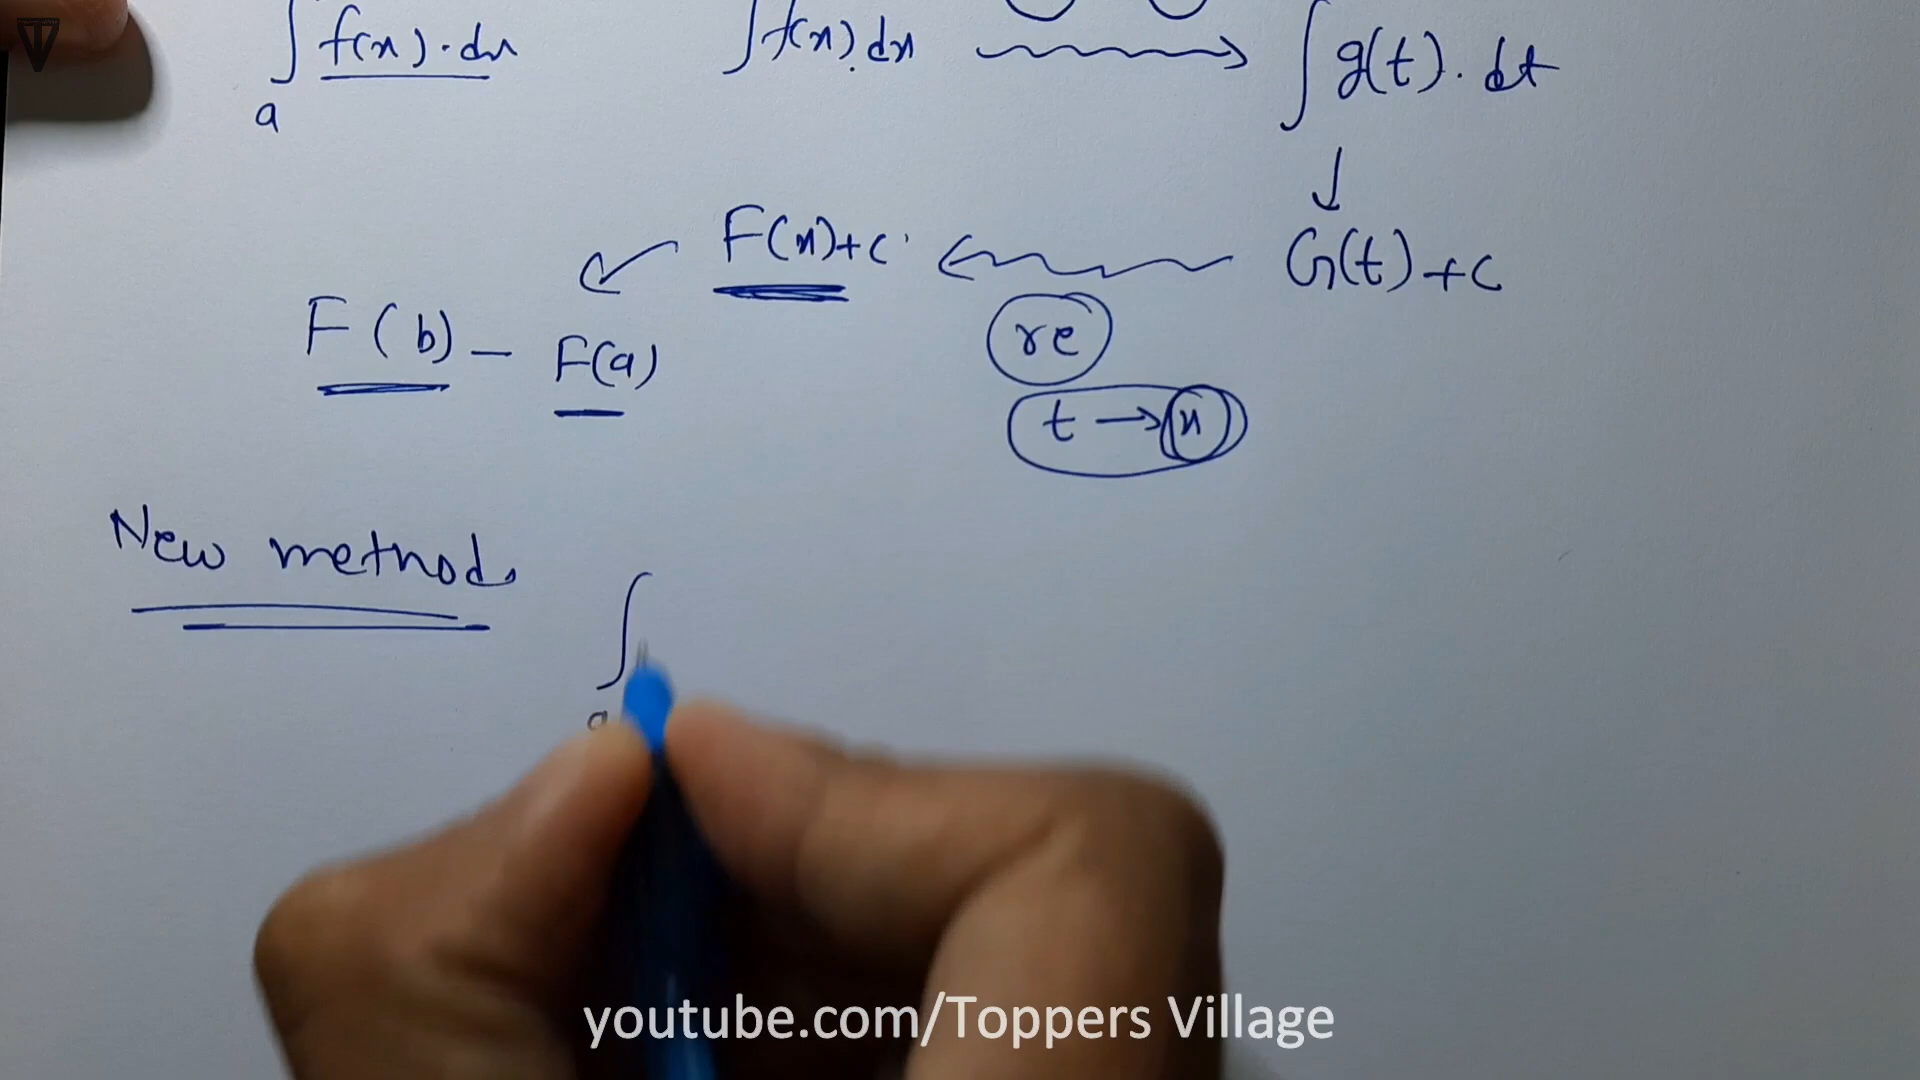 ∫ f(x).dx ∫f(x).dx ∫ g(t).dt
a
F(x)+c G(t)+c
F(b) - F(a)
re
t → x
New method
∫
a
youtube.com/Toppers Village